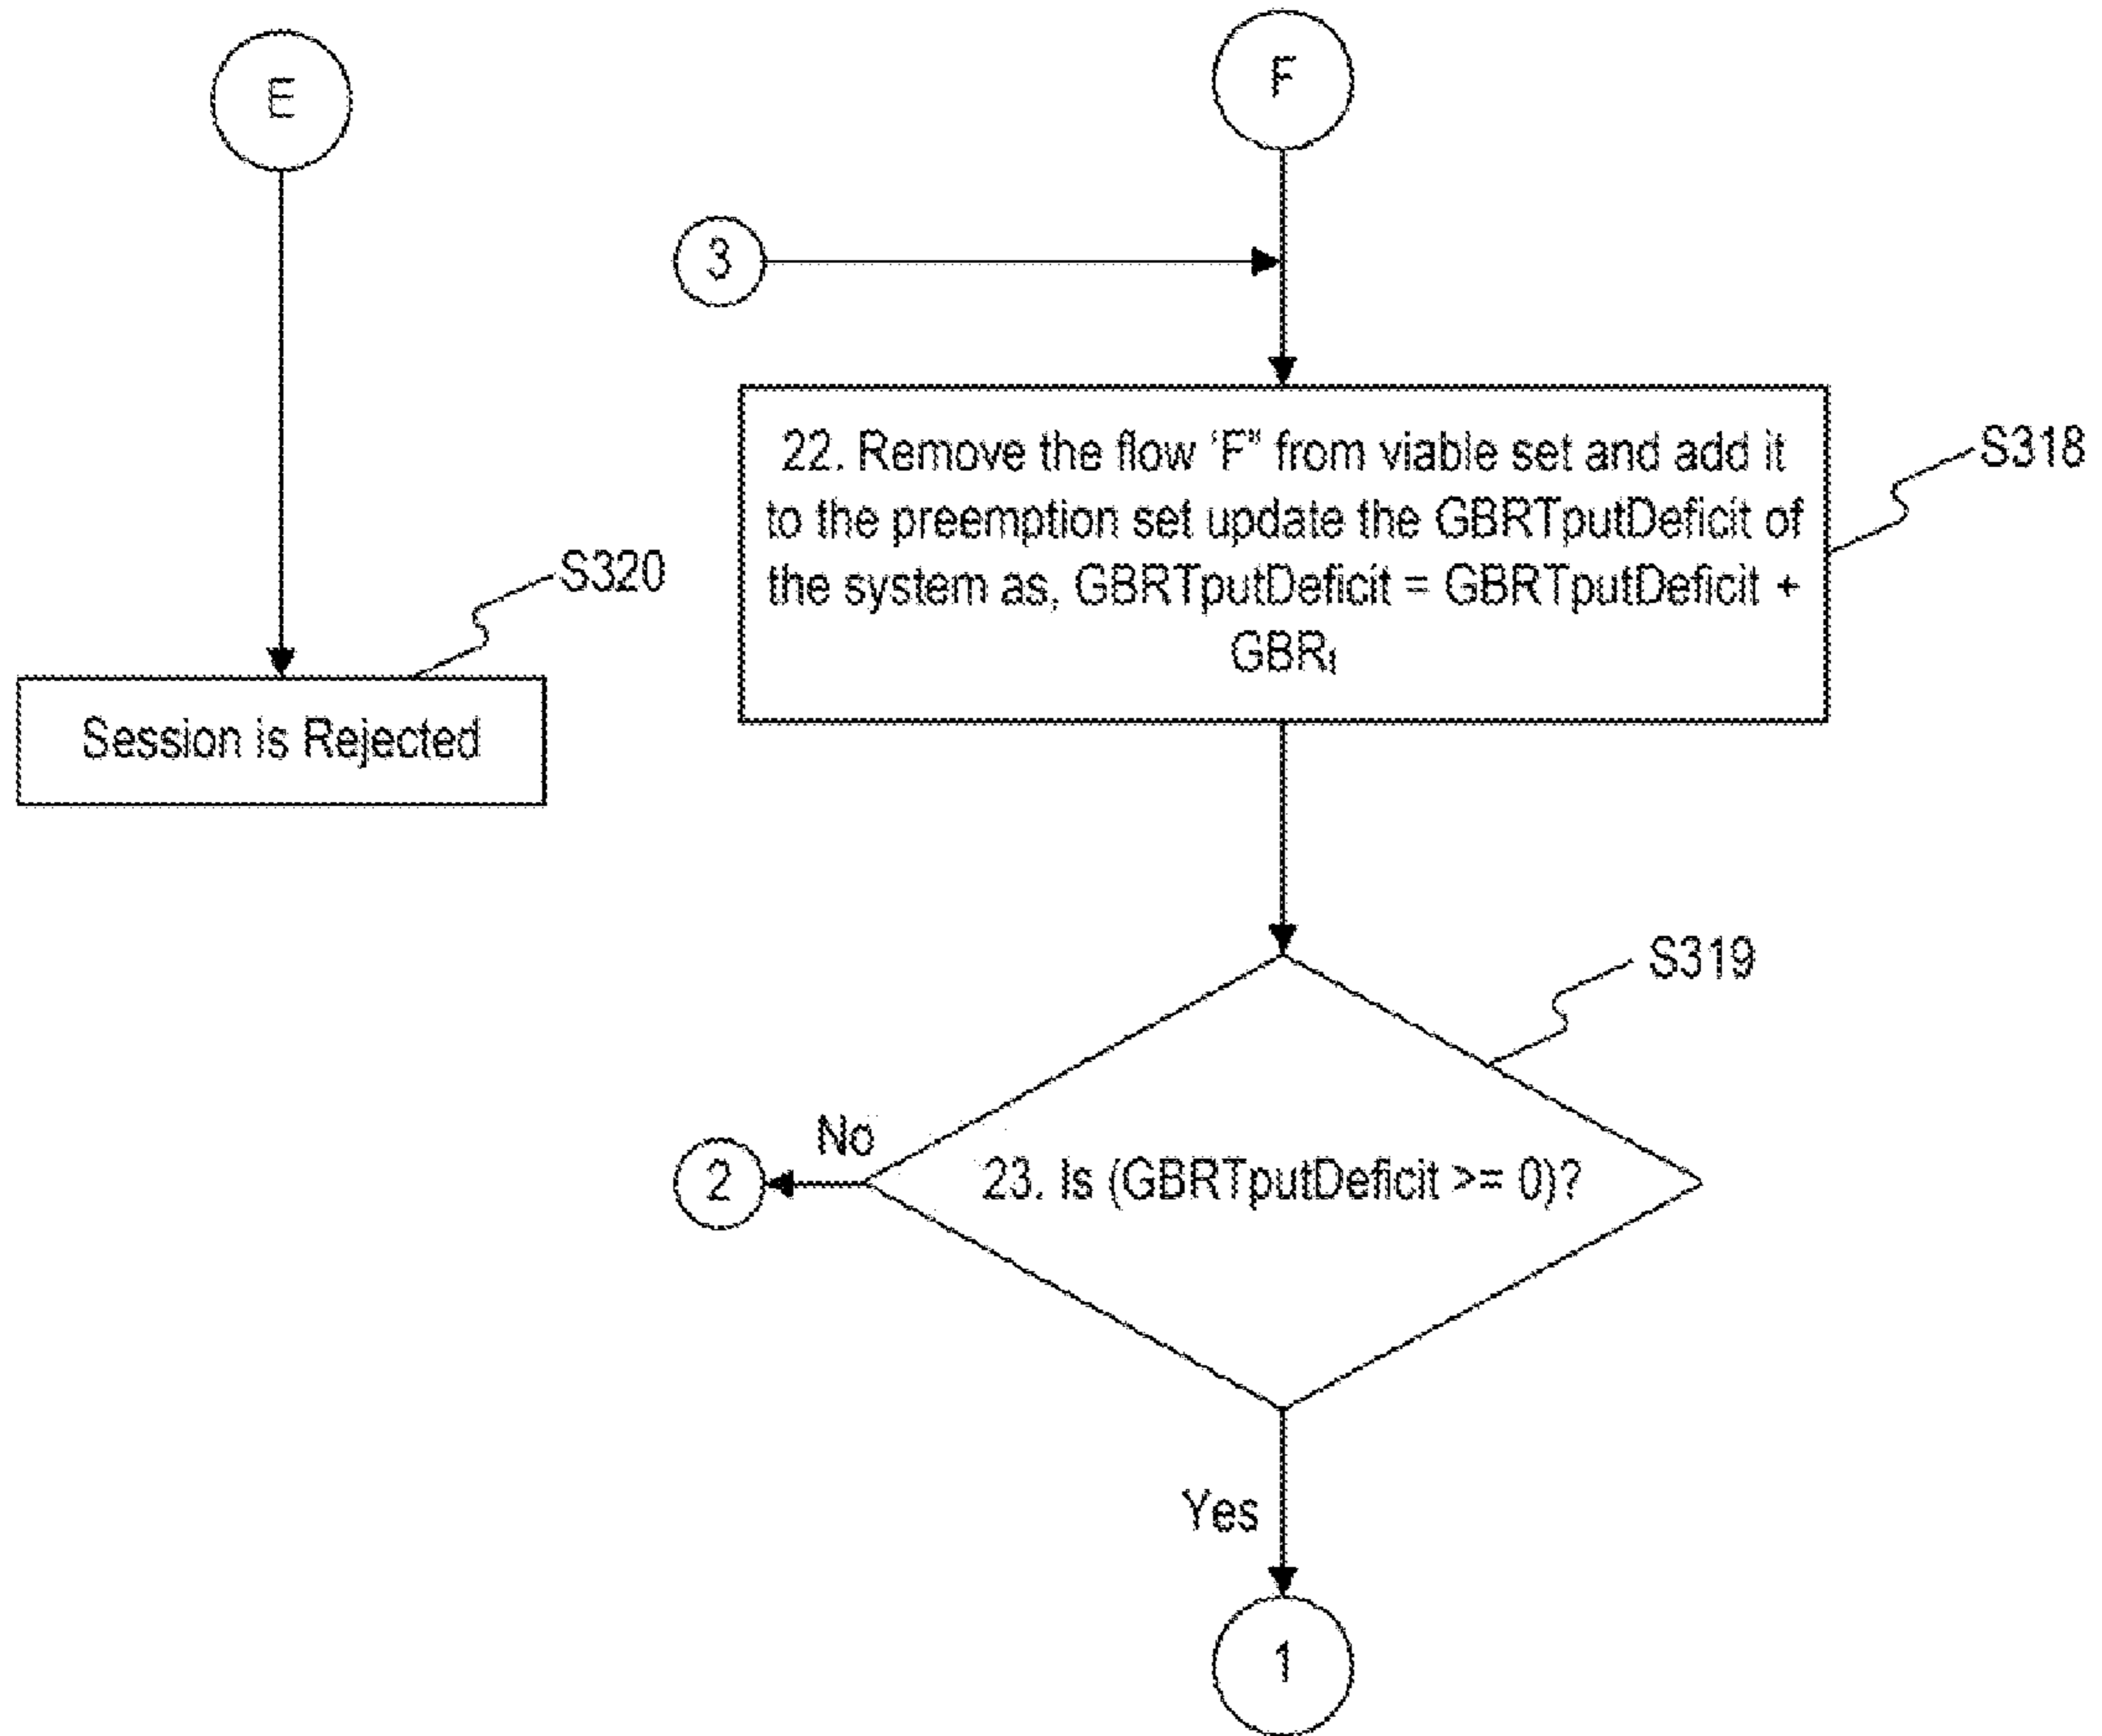 E
F
3
22. Remove the flow 'F" from viable set and add it
to the preemption set update the GBRTputDeficit of
the system as, GBRTputDeficit = GBRTputDeficit +
GBRf
S318
S320
Session is Rejected
S319
No
2
23. Is (GBRTputDeficit >= 0)?
Yes
1